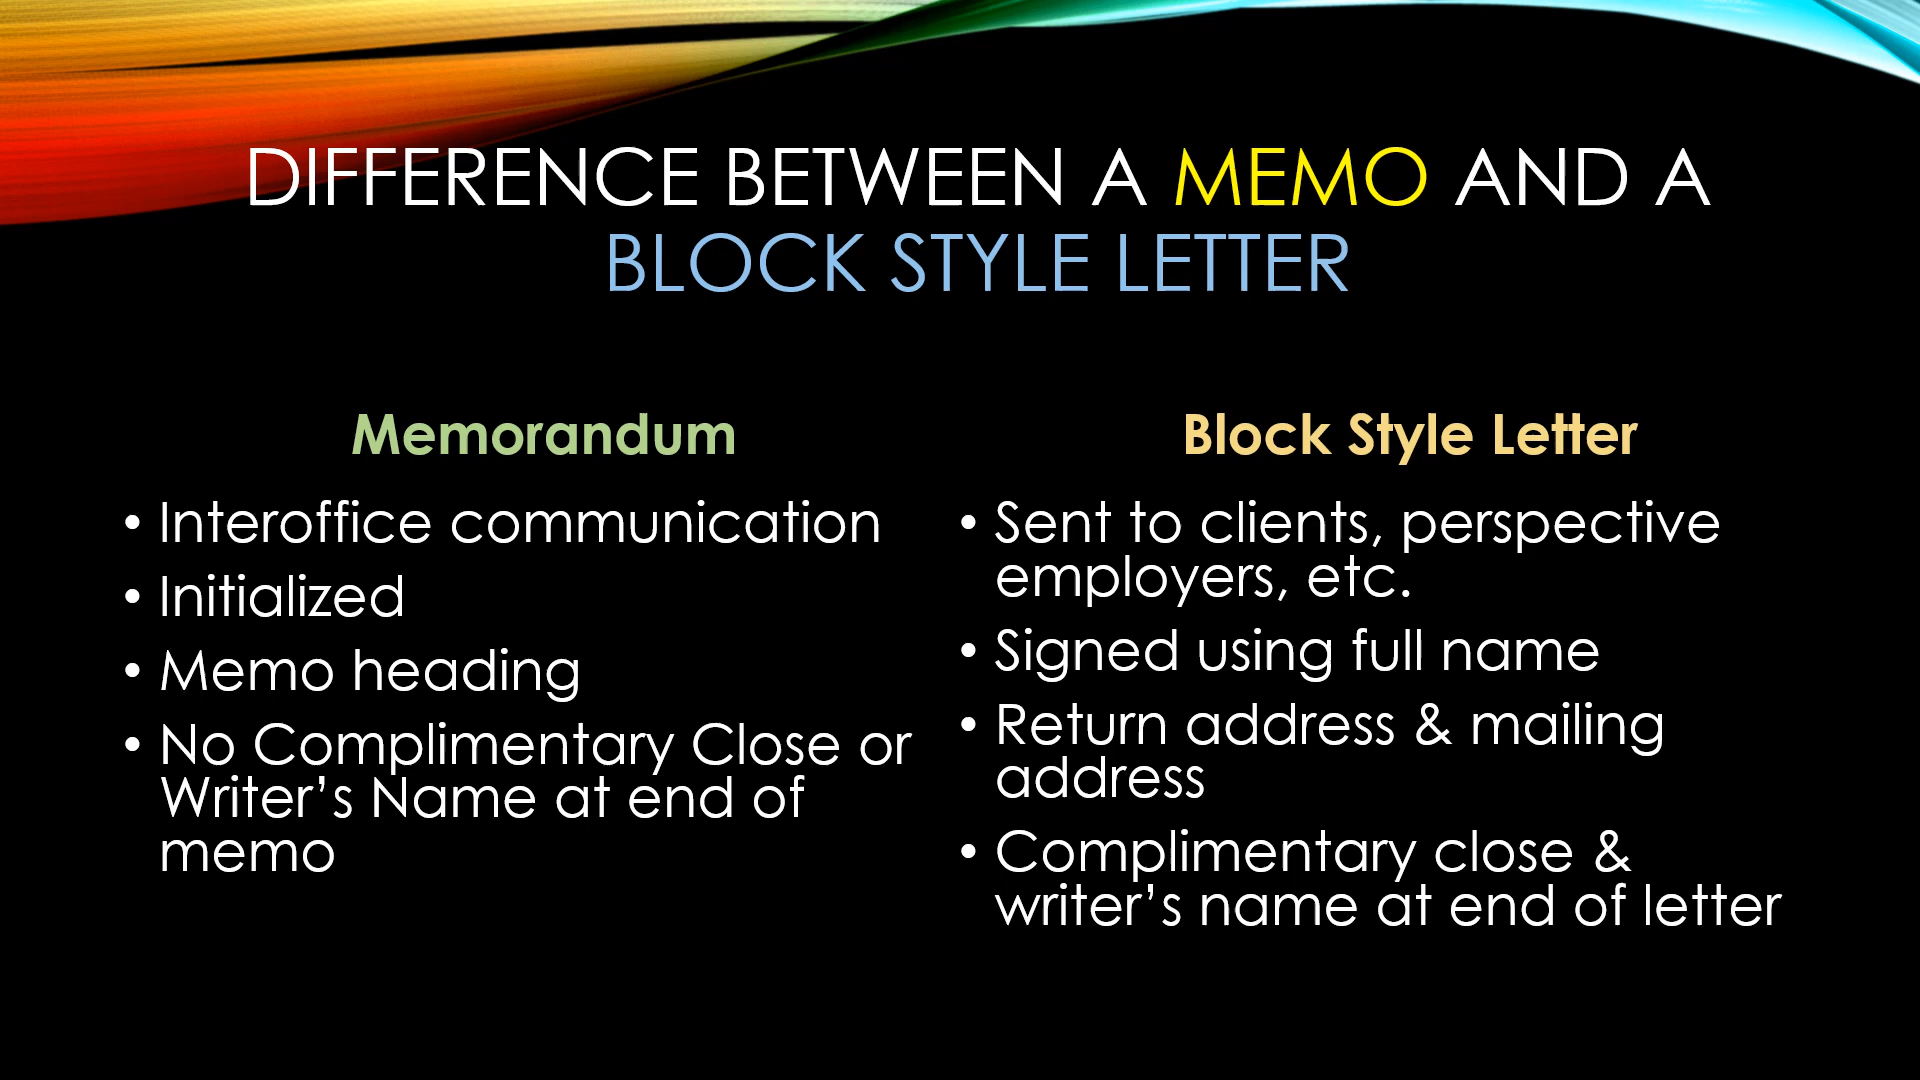 DIFFERENCE BETWEEN A MEMO AND A
BLOCK STYLE LETTER
Memorandum
• Interoffice communication
• Initialized
• Memo heading
• No Complimentary Close or
Writer’s Name at end of
memo
Block Style Letter
• Sent to clients, perspective
employers, etc.
• Signed using full name
• Return address & mailing
address
• Complimentary close &
writer’s name at end of letter